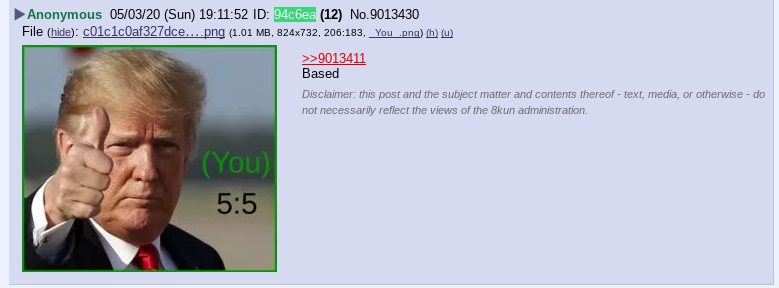 ▶Anonymous 05/03/20 (Sun) 19:11:52 ID: 94c6ea (12) No.9013430
File (hide): c01c1c0af327dce….png (1.01 MB, 824x732, 206:183, _You_.png) (h) (u)
>>9013411
Based
Disclaimer: this post and the subject matter and contents thereof - text, media, or otherwise - do
not necessarily reflect the views of the 8kun administration.
(You)
5:5